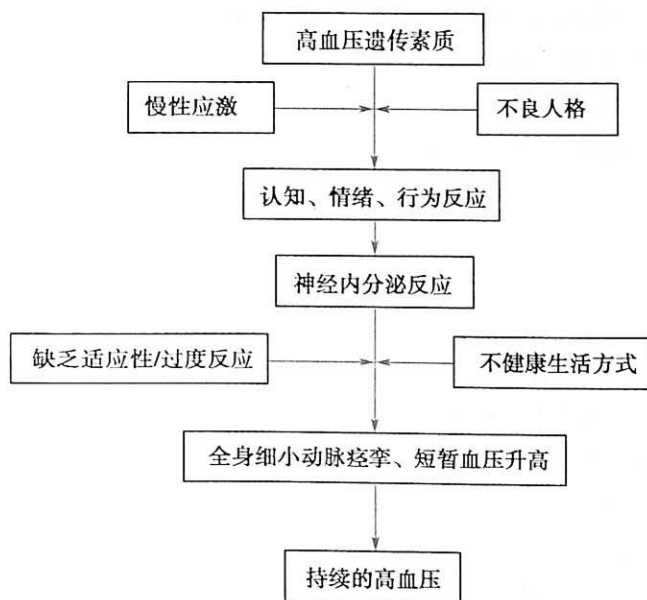 高血压遗传素质
慢性应激
不良人格
认知、情绪、行为反应
神经内分泌反应
缺乏适应性/过度反应
不健康生活方式
全身细小动脉痉挛、短暂血压升高
持续的高血压